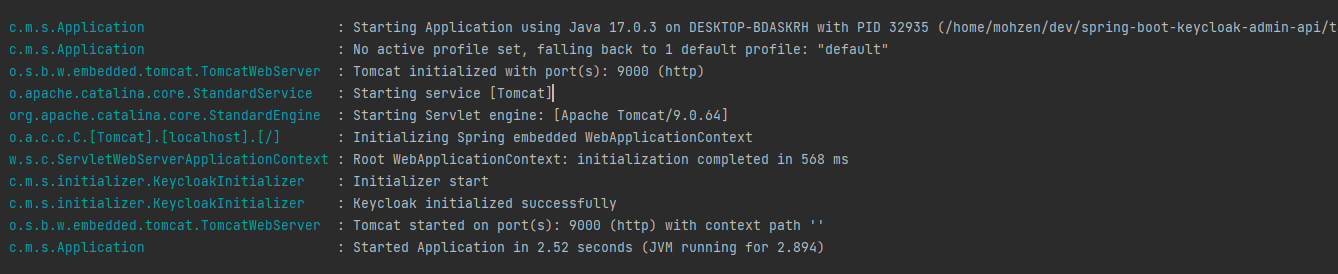 c.m.s.Application : Starting Application using Java 17.0.3 on DESKTOP-BDASKRH with PID 32935 (/home/mohzen/dev/spring-boot-keycloak-admin-api/t
c.m.s.Application : No active profile set, falling back to 1 default profile: "default"
o.s.b.w.embedded.tomcat.TomcatWebServer : Tomcat initialized with port(s): 9000 (http)
o.apache.catalina.core.StandardService : Starting service [Tomcat]
org.apache.catalina.core.StandardEngine : Starting Servlet engine: [Apache Tomcat/9.0.64]
o.a.c.c.C.[Tomcat].[localhost].[/] : Initializing Spring embedded WebApplicationContext
w.s.c.ServletWebServerApplicationContext : Root WebApplicationContext: initialization completed in 568 ms
c.m.s.initializer.KeycloakInitializer : Initializer start
c.m.s.initializer.KeycloakInitializer : Keycloak initialized successfully
o.s.b.w.embedded.tomcat.TomcatWebServer : Tomcat started on port(s): 9000 (http) with context path ''
c.m.s.Application : Started Application in 2.52 seconds (JVM running for 2.894)